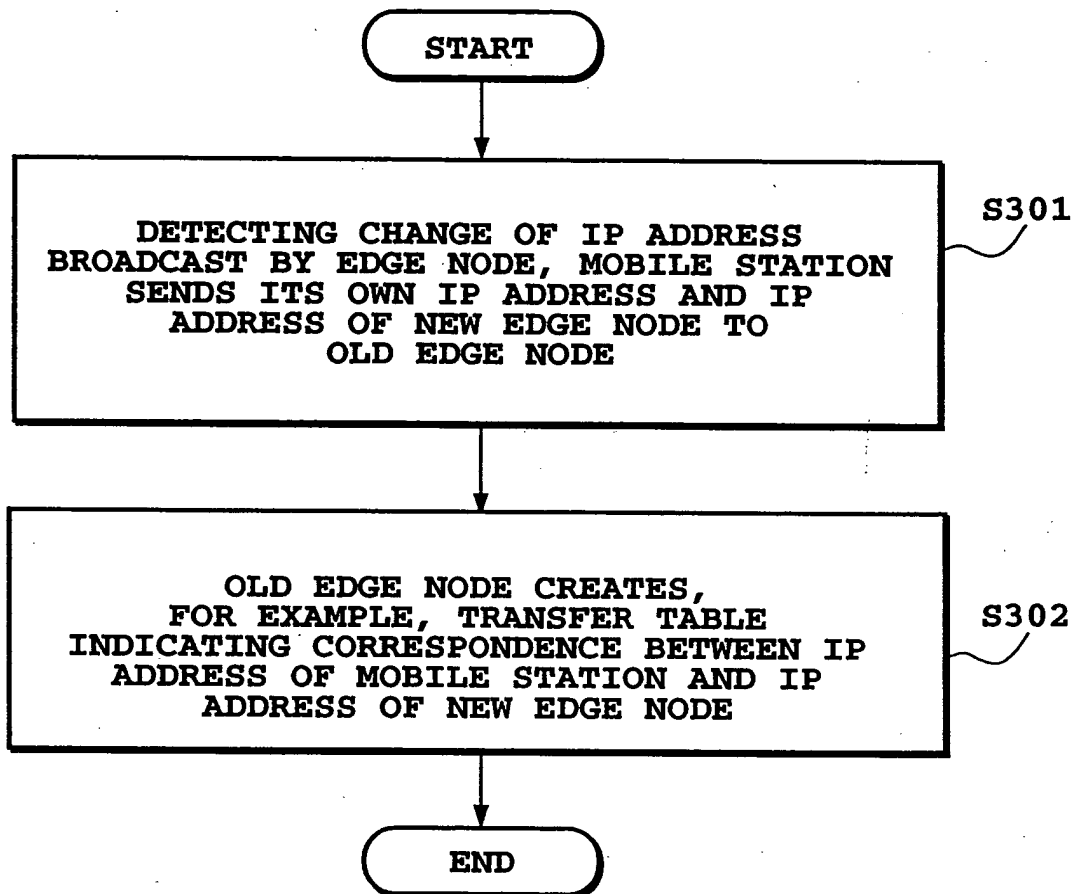 START
DETECTING CHANGE OF IP ADDRESS
BROADCAST BY EDGE NODE, MOBILE STATION
SENDS ITS OWN IP ADDRESS AND IP
ADDRESS OF NEW EDGE NODE TO
OLD EDGE NODE
S301
OLD EDGE NODE CREATES,
FOR EXAMPLE, TRANSFER TABLE
INDICATING CORRESPONDENCE BETWEEN IP
ADDRESS OF MOBILE STATION AND IP
ADDRESS OF NEW EDGE NODE
S302
END